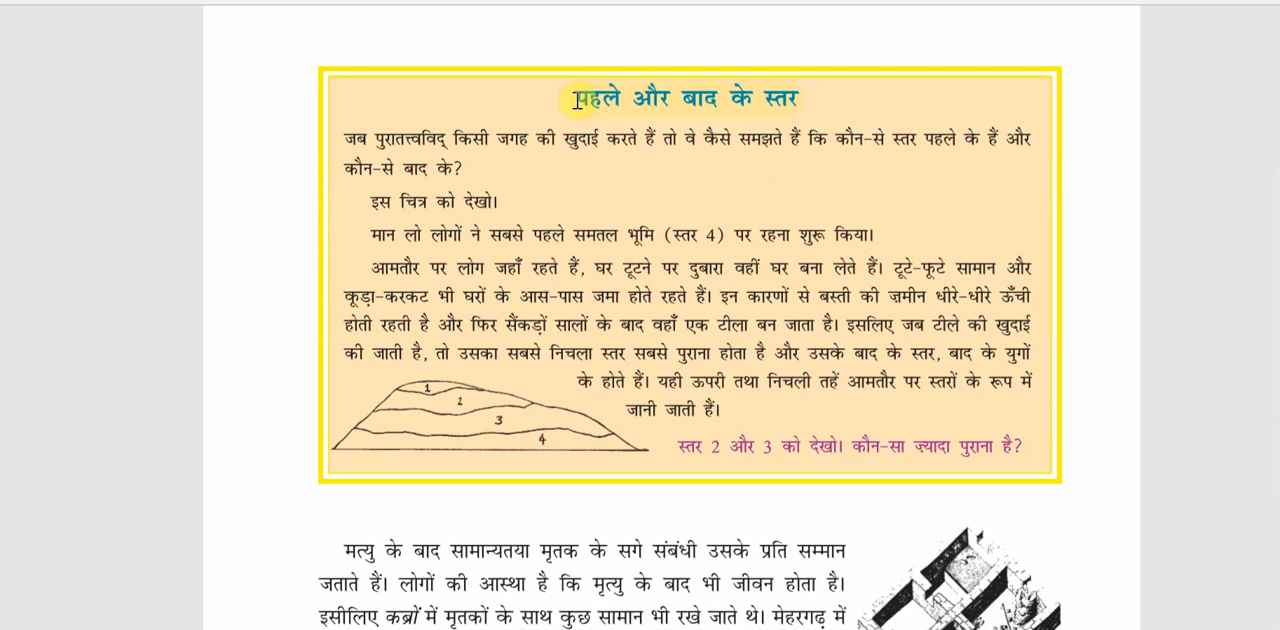 पहले और बाद के स्तर
जब पुरातत्त्वविद् किसी जगह की खुदाई करते हैं तो वे कैसे समझते हैं कि कौन-से स्तर पहले के हैं और
कौन-से बाद के?
इस चित्र को देखो।
मान लो लोगों ने सबसे पहले समतल भूमि (स्तर 4) पर रहना शुरू किया।
आमतौर पर लोग जहाँ रहते हैं, घर टूटने पर दुबारा वहीं घर बना लेते हैं। टूटे-फूटे सामान और
कूड़ा-करकट भी घरों के आस-पास जमा होते रहते हैं। इन कारणों से बस्ती की ज़मीन धीरे-धीरे ऊँची
होती रहती है और फिर सैंकड़ों सालों के बाद वहाँ एक टीला बन जाता है। इसलिए जब टीले की खुदाई
की जाती है, तो उसका सबसे निचला स्तर सबसे पुराना होता है और उसके बाद के स्तर, बाद के युगों
के होते हैं। यही ऊपरी तथा निचली तहें आमतौर पर स्तरों के रूप में
जानी जाती हैं।
1
2
3
4
स्तर 2 और 3 को देखो। कौन-सा ज़्यादा पुराना है?
मत्यु के बाद सामान्यतया मृतक के सगे संबंधी उसके प्रति सम्मान
जताते हैं। लोगों की आस्था है कि मृत्यु के बाद भी जीवन होता है।
इसीलिए कब्रों में मृतकों के साथ कुछ सामान भी रखे जाते थे। मेहरगढ़ में